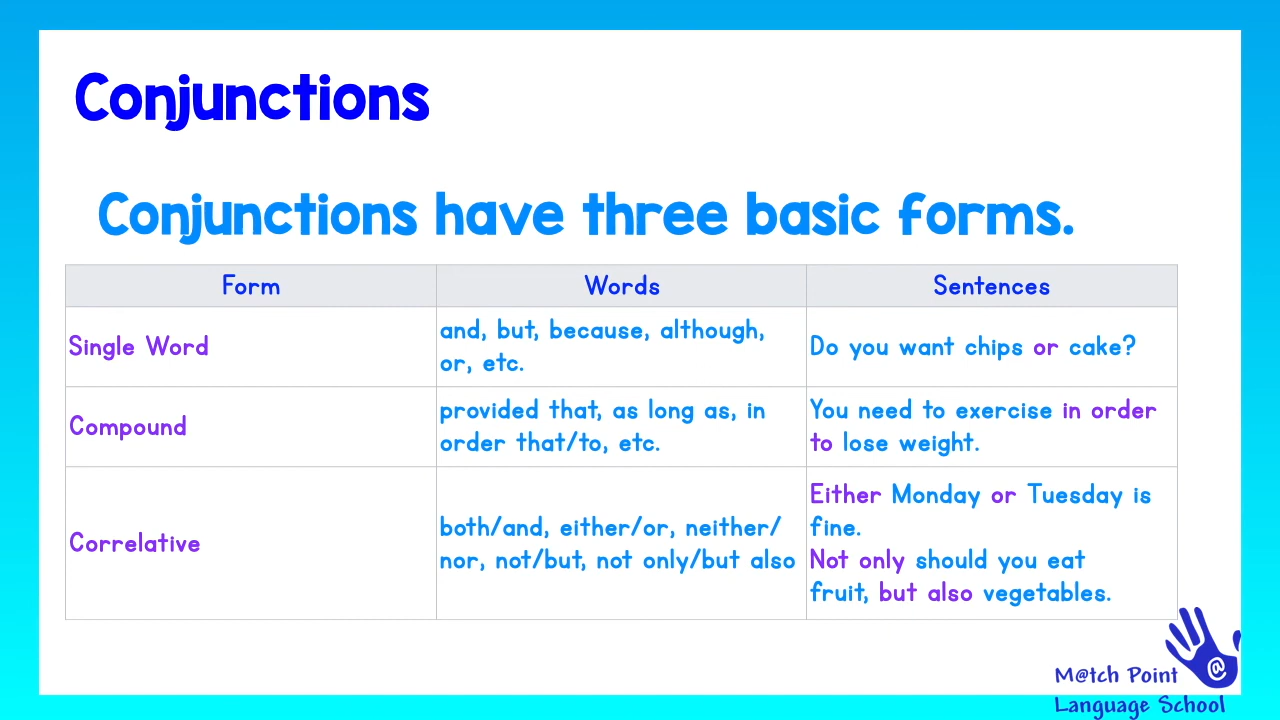 Conjunctions
Conjunctions have three basic forms.
Form
Words
Sentences
Single Word
and, but, because, although,
or, etc.
Do you want chips or cake?
Compound
provided that, as long as, in
order that/to, etc.
You need to exercise in order
to lose weight.
Correlative
both/and, either/or, neither/
nor, not/but, not only/but also
Either Monday or Tuesday is
fine.
Not only should you eat
fruit, but also vegetables.
M@tch Point
@
Language School